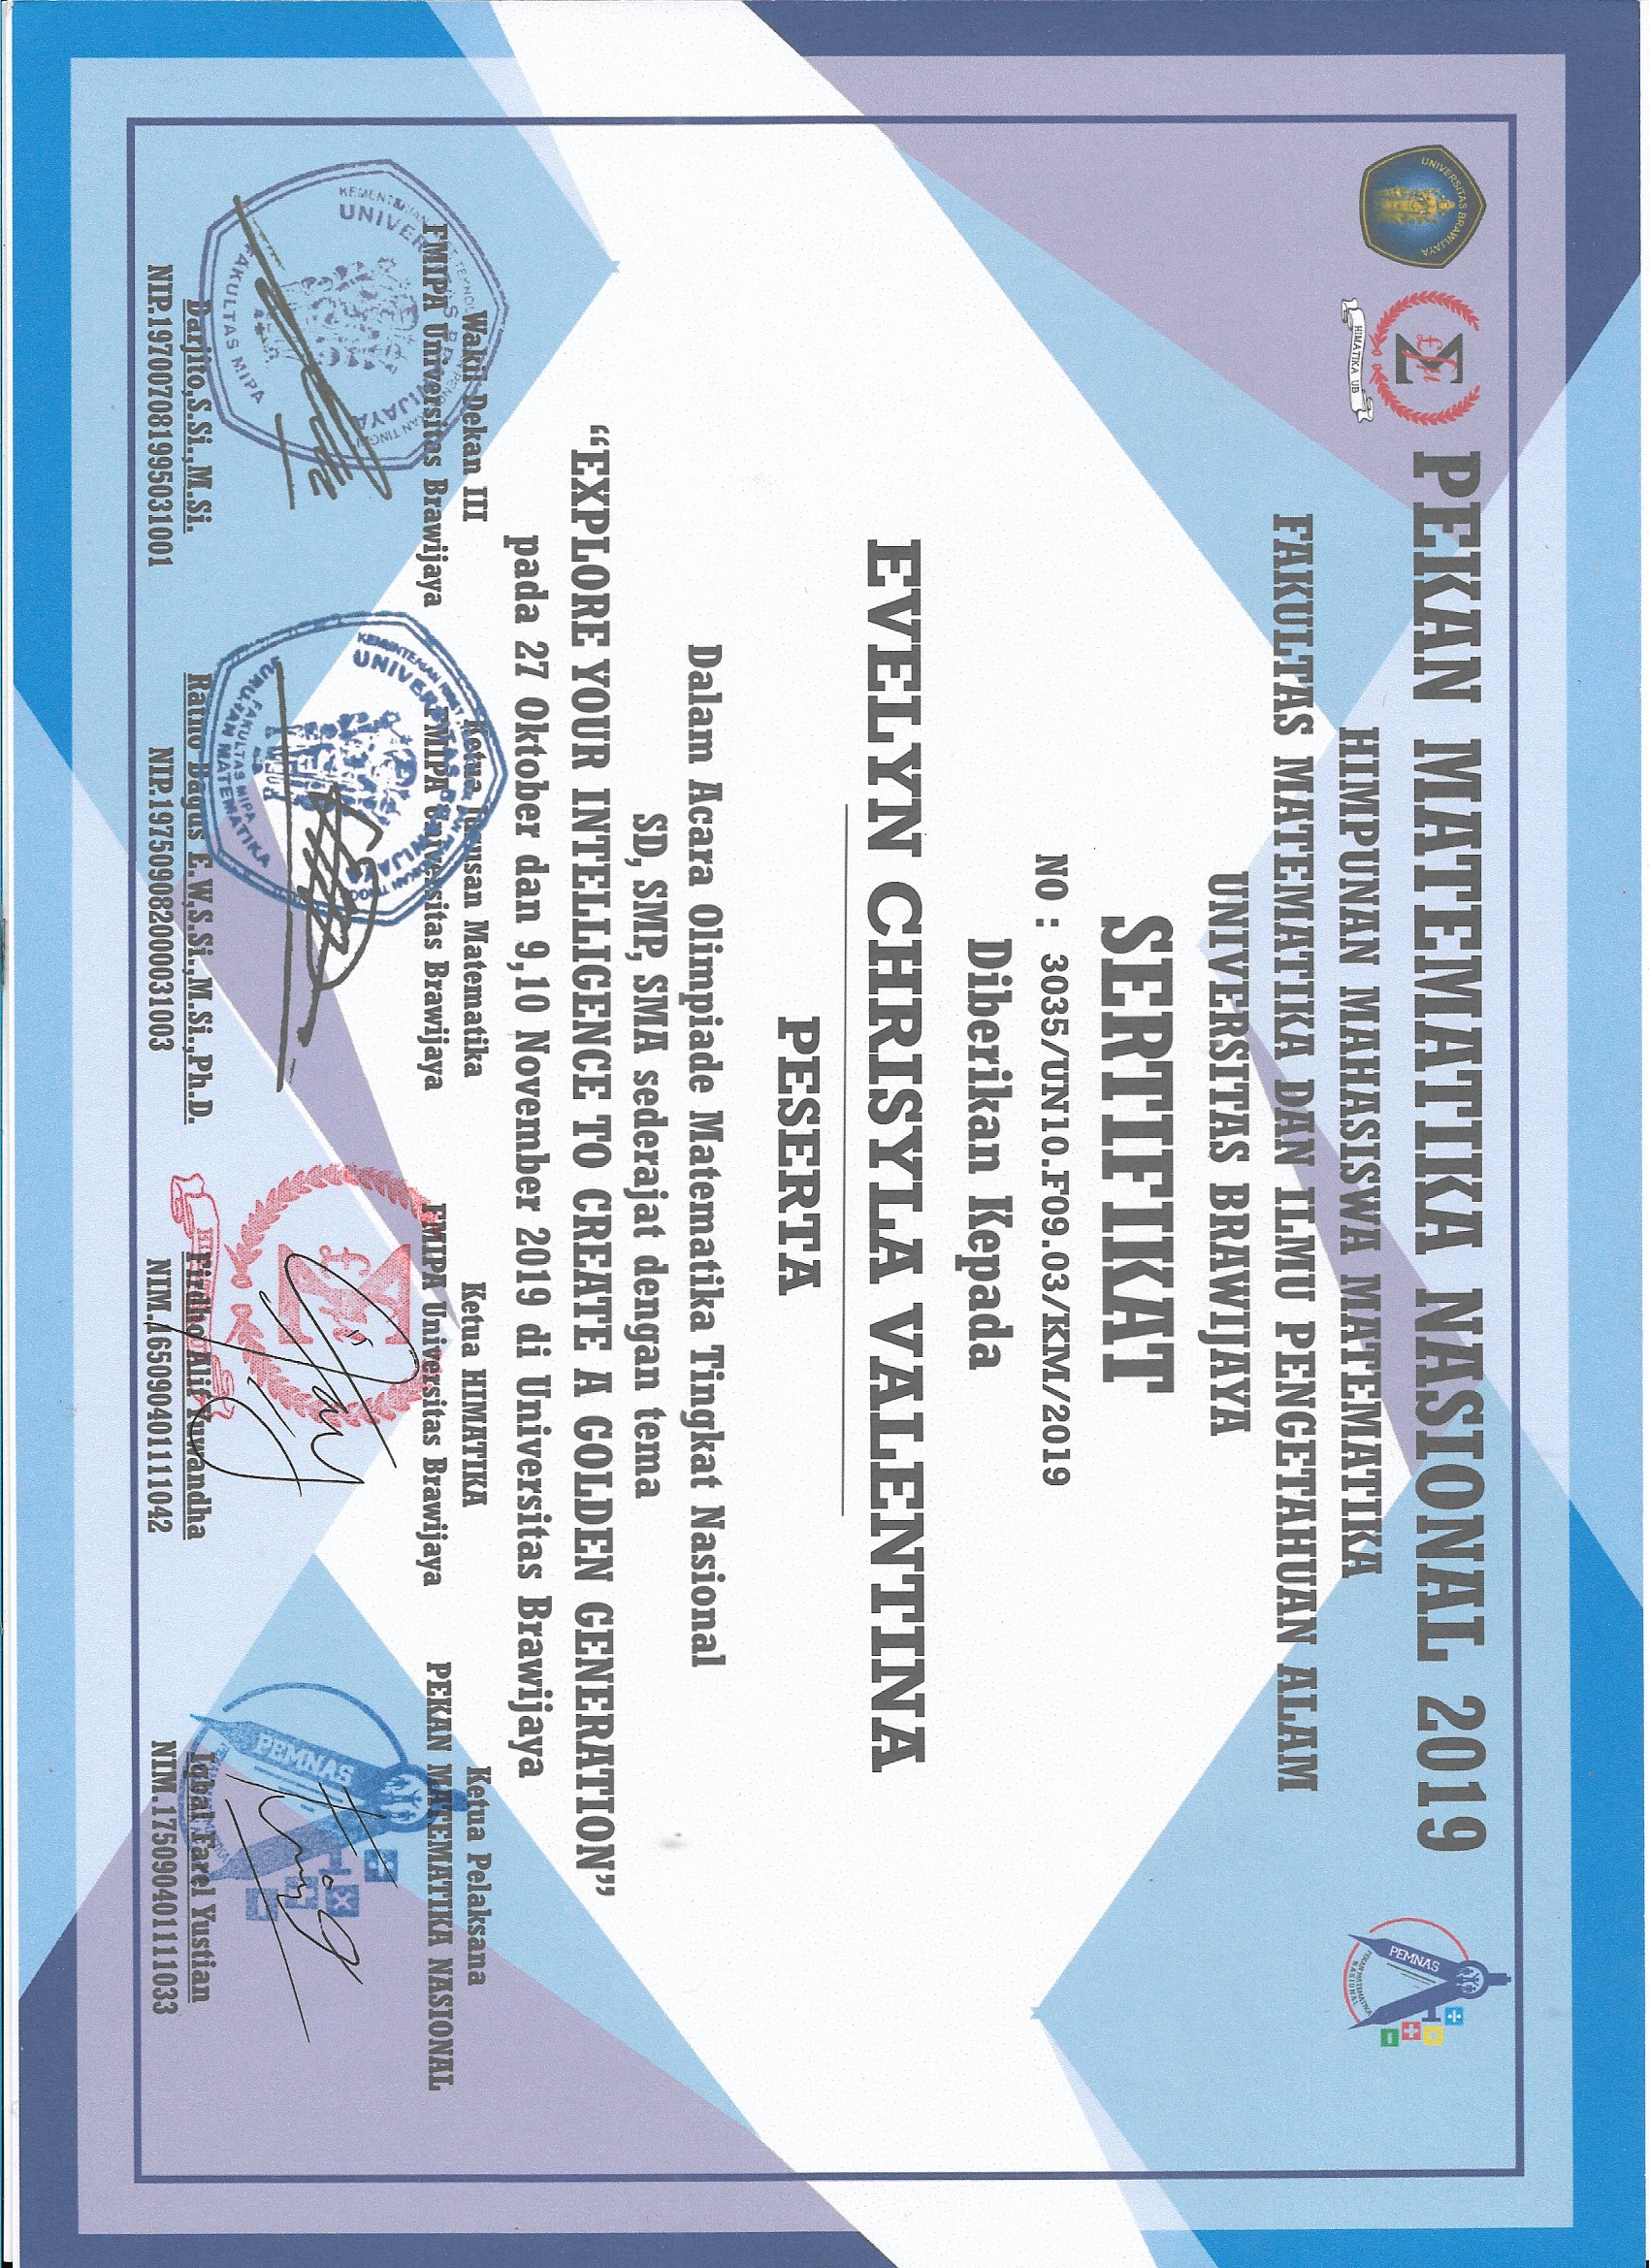 UNIVERSITAS BRAWIJAYA
HIMATIKA UB
PEKAN MATEMATIKA NASIONAL 2019
PEMNAS
PEKAN MATEMATIKA
NASIONAL
HIMPUNAN MAHASISWA MATEMATIKA
FAKULTAS MATEMATIKA DAN ILMU PENGETAHUAN ALAM
UNIVERSITAS BRAWIJAYA
SERTIFIKAT
NO : 3035/UN10.F09.03/KM/2019
Diberikan Kepada
EVELYN CHRISYLA VALENTINA
PESERTA
Dalam Acara Olimpiade Matematika Tingkat Nasional
SD, SMP, SMA sederajat dengan tema
“EXPLORE YOUR INTELLIGENCE TO CREATE A GOLDEN GENERATION”
pada 27 Oktober dan 9,10 November 2019 di Universitas Brawijaya
Wakil Dekan III
FMIPA Universitas Brawijaya
UNIVERSITAS BRAWIJAYA
FAKULTAS MIPA
Darjito,S.Si.,M.Si.
NIP.197007081995031001
Ketua Jurusan Matematika
FMIPA Universitas Brawijaya
UNIVERSITAS BRAWIJAYA
FAKULTAS MIPA
JURUSAN MATEMATIKA
Ratno Bagus E.W,S.Si.,M.Si.,Ph.D.
NIP.197509082000031003
Ketua HIMATIKA
FMIPA Universitas Brawijaya
Firdho Alif Yuwandha
NIM.165090401111042
Ketua Pelaksana
PEKAN MATEMATIKA NASIONAL
PEMNAS
Iqbal Farel Yustian
NIM.175090401111033